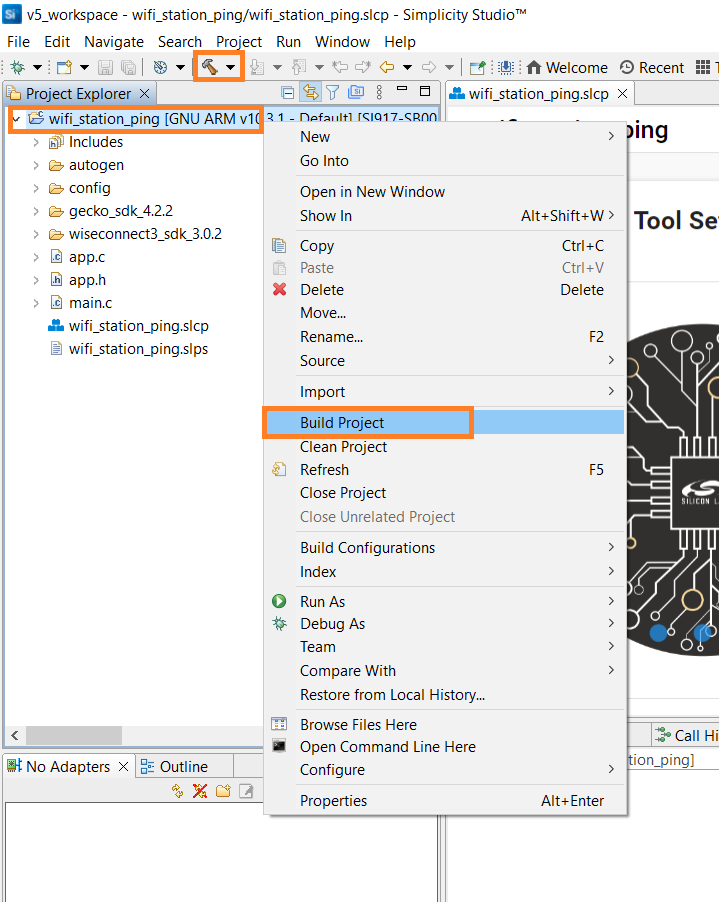 v5_workspace - wifi_station_ping/wifi_station_ping.slcp - Simplicity Studio™
File Edit Navigate Search Project Run Window Help
Welcome Recent
Project Explorer
wifi_station_ping [GNU ARM v10.3.1 - Default] [SI917-SB00
Includes
autogen
config
gecko_sdk_4.2.2
wiseconnect3_sdk_3.0.2
app.c
app.h
main.c
wifi_station_ping.slcp
wifi_station_ping.slps
New
Go Into
Open in New Window
Show In Alt+Shift+W
Copy Ctrl+C
Paste Ctrl+V
Delete Delete
Move...
Rename... F2
Source
Import
Build Project
Clean Project
Refresh F5
Close Project
Close Unrelated Project
Build Configurations
Index
Run As
Debug As
Team
Compare With
Restore from Local History...
Browse Files Here
Open Command Line Here
Configure
Properties Alt+Enter
wifi_station_ping.slcp
ping
Tool Se
SILICON LA
Call Hi
tion_ping]
No Adapters
Outline